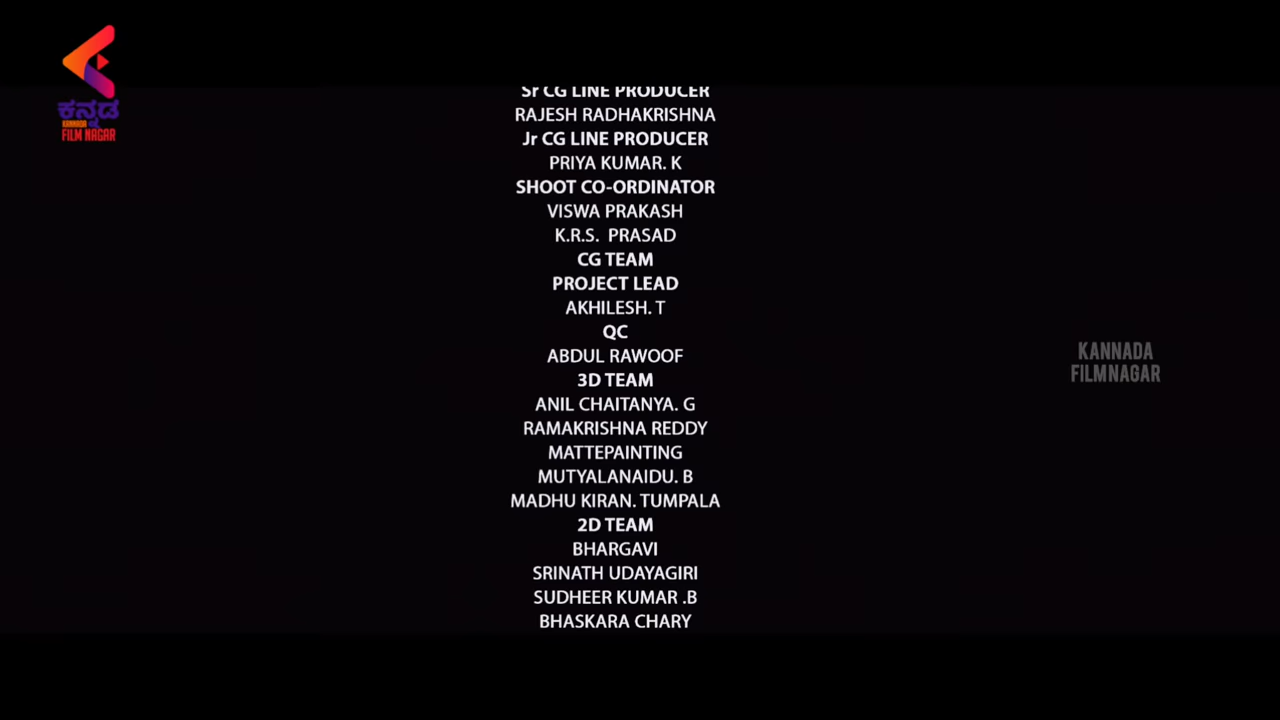 ಕನ್ನಡ
KANNADA
FILM NAGAR
Sr CG LINE PRODUCER
RAJESH RADHAKRISHNA
Jr CG LINE PRODUCER
PRIYA KUMAR. K
SHOOT CO-ORDINATOR
VISWA PRAKASH
K.R.S.  PRASAD
CG TEAM
PROJECT LEAD
AKHILESH. T
QC
ABDUL RAWOOF
3D TEAM
ANIL CHAITANYA. G
RAMAKRISHNA REDDY
MATTEPAINTING
MUTYALANAIDU. B
MADHU KIRAN. TUMPALA
2D TEAM
BHARGAVI
SRINATH UDAYAGIRI
SUDHEER KUMAR .B
BHASKARA CHARY
KANNADA
FILMNAGAR